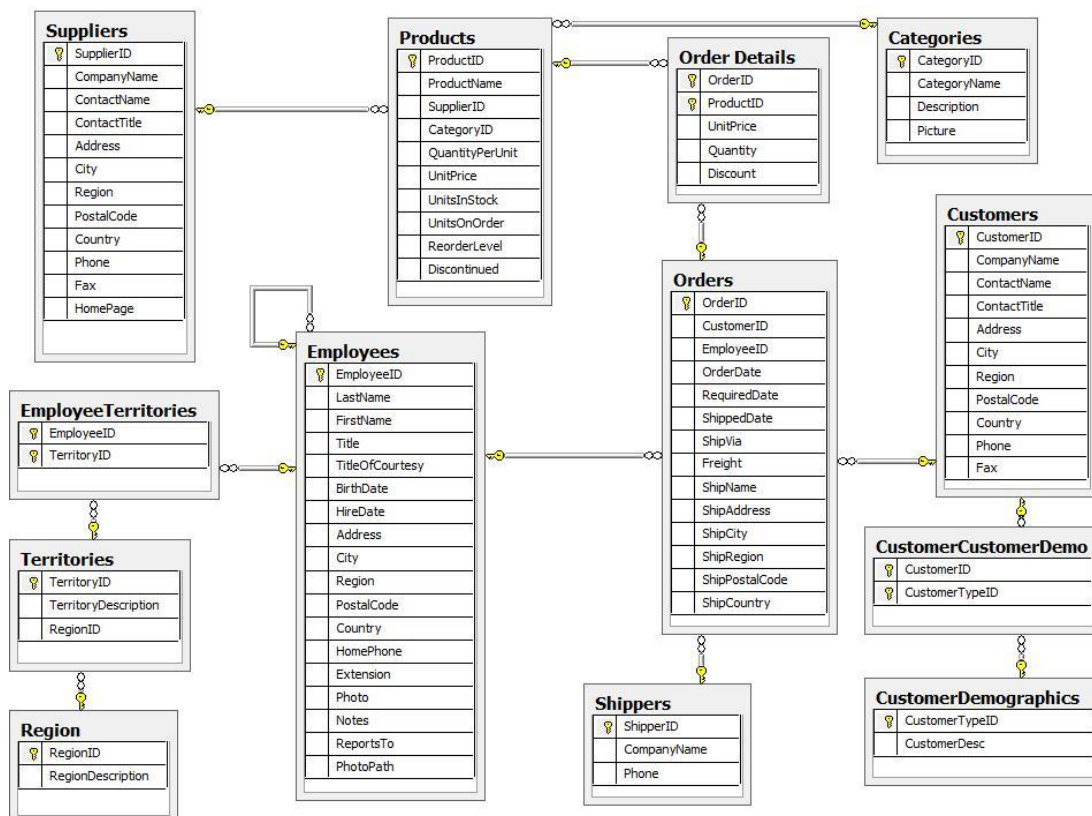 Suppliers
SupplierID
CompanyName
ContactName
ContactTitle
Address
City
Region
PostalCode
Country
Phone
Fax
HomePage
Products
ProductID
ProductName
SupplierID
CategoryID
QuantityPerUnit
UnitPrice
UnitsInStock
UnitsOnOrder
ReorderLevel
Discontinued
Order Details
OrderID
ProductID
UnitPrice
Quantity
Discount
Categories
CategoryID
CategoryName
Description
Picture
Customers
CustomerID
CompanyName
ContactName
ContactTitle
Address
City
Region
PostalCode
Country
Phone
Fax
Orders
OrderID
CustomerID
EmployeeID
OrderDate
RequiredDate
ShippedDate
ShipVia
Freight
ShipName
ShipAddress
ShipCity
ShipRegion
ShipPostalCode
ShipCountry
Employees
EmployeeID
LastName
FirstName
Title
TitleOfCourtesy
BirthDate
HireDate
Address
City
Region
PostalCode
Country
HomePhone
Extension
Photo
Notes
ReportsTo
PhotoPath
EmployeeTerritories
EmployeeID
TerritoryID
Territories
TerritoryID
TerritoryDescription
RegionID
Region
RegionID
RegionDescription
Shippers
ShipperID
CompanyName
Phone
CustomerCustomerDemo
CustomerID
CustomerTypeID
CustomerDemographics
CustomerTypeID
CustomerDesc